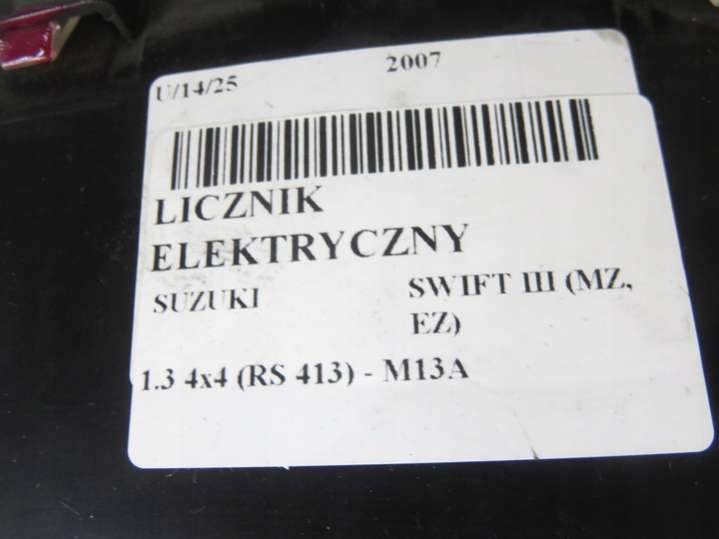 U/14/25 2007
LICZNIK
ELEKTRYCZNY
SUZUKI SWIFT III (MZ,
EZ)
1.3 4x4 (RS 413) - M13A